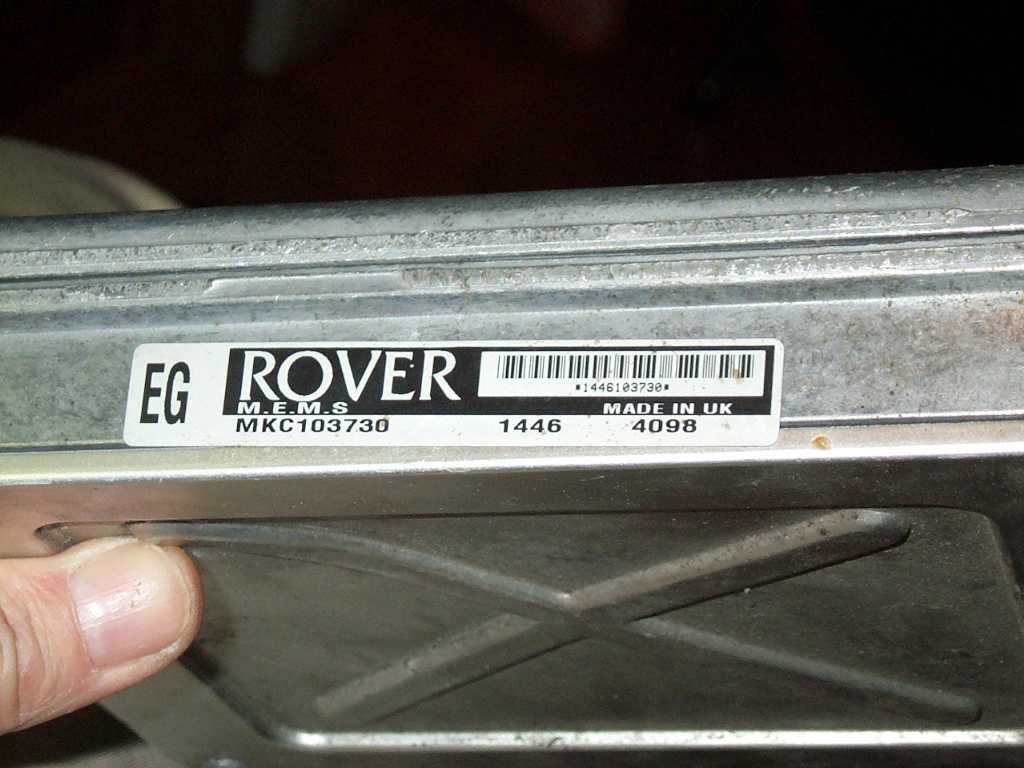 EG
ROVER
*1446103730*
M.E.M.S MADE IN UK
MKC103730 1446 4098